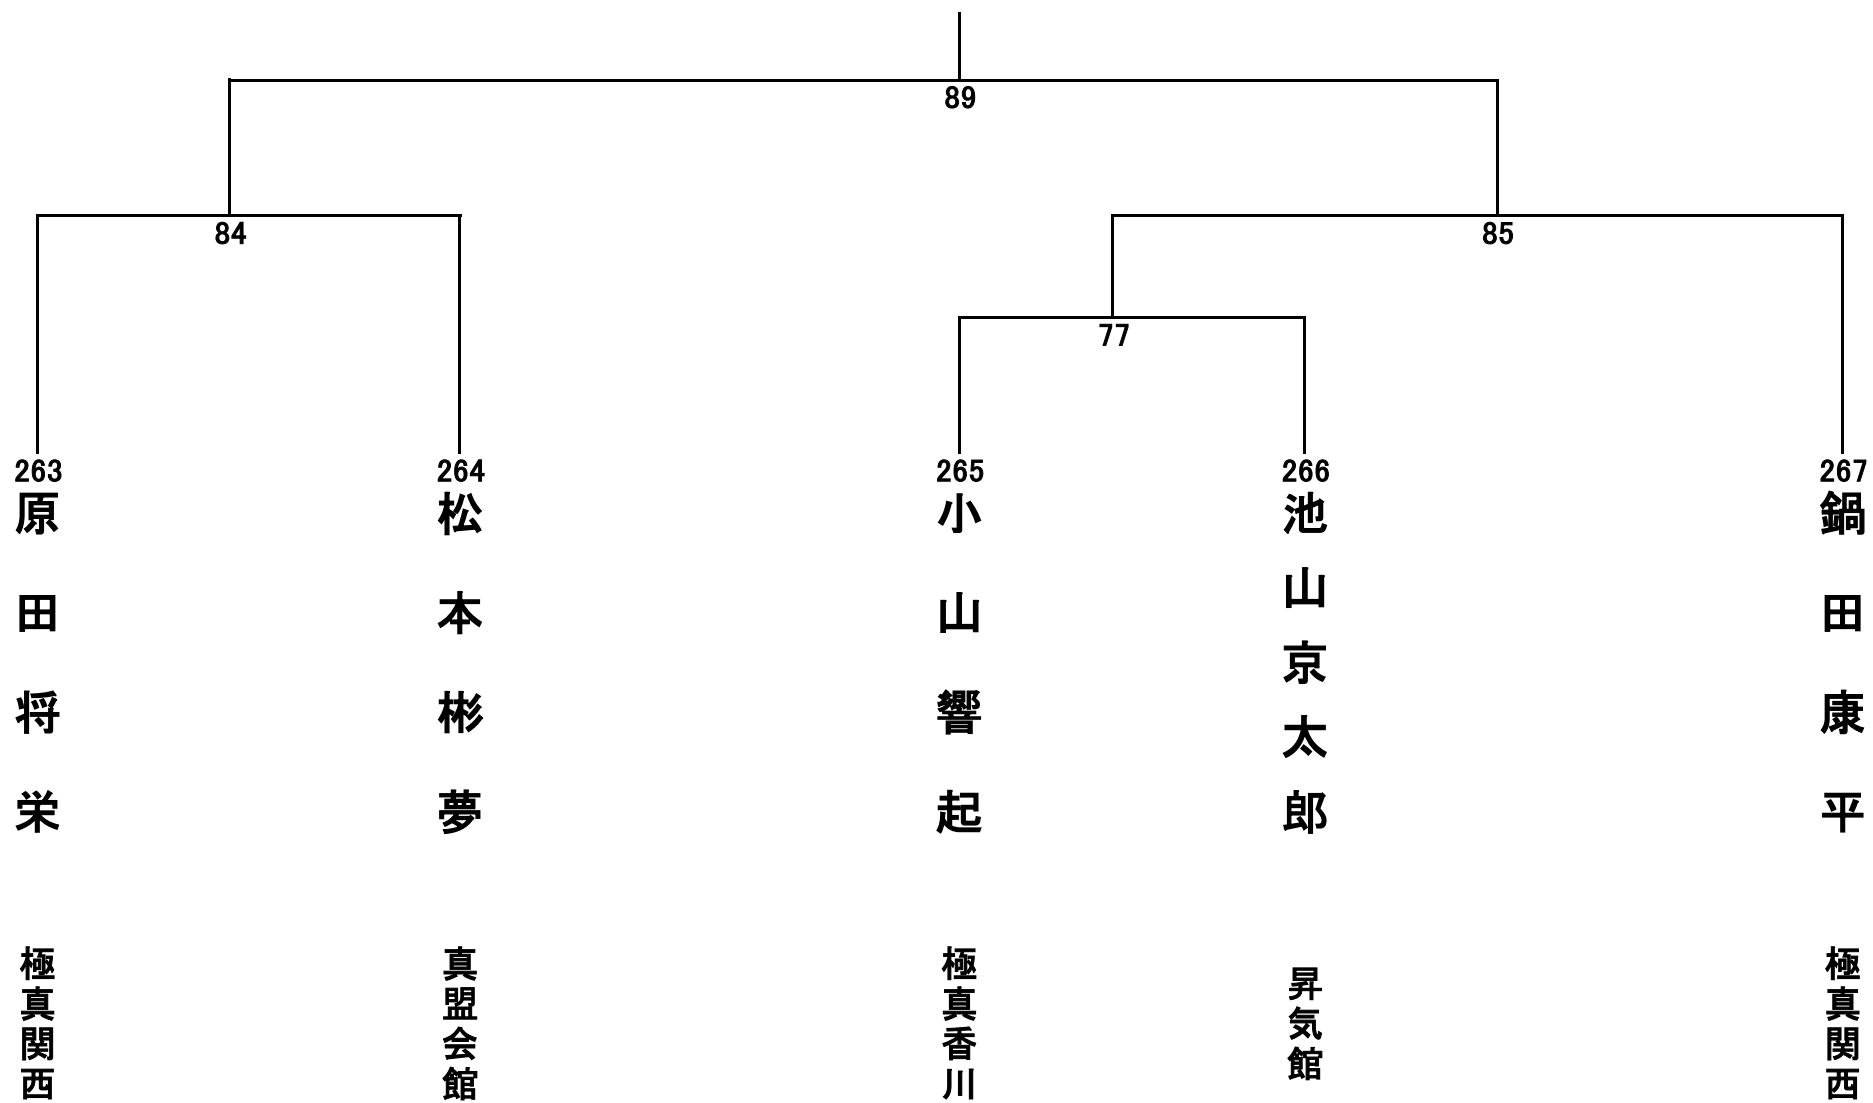 89
84
85
77
263
原田将栄
極真関西
264
松本彬夢
真盟会館
265
小山響起
極真香川
266
池山京太郎
昇気館
267
鍋田康平
極真関西